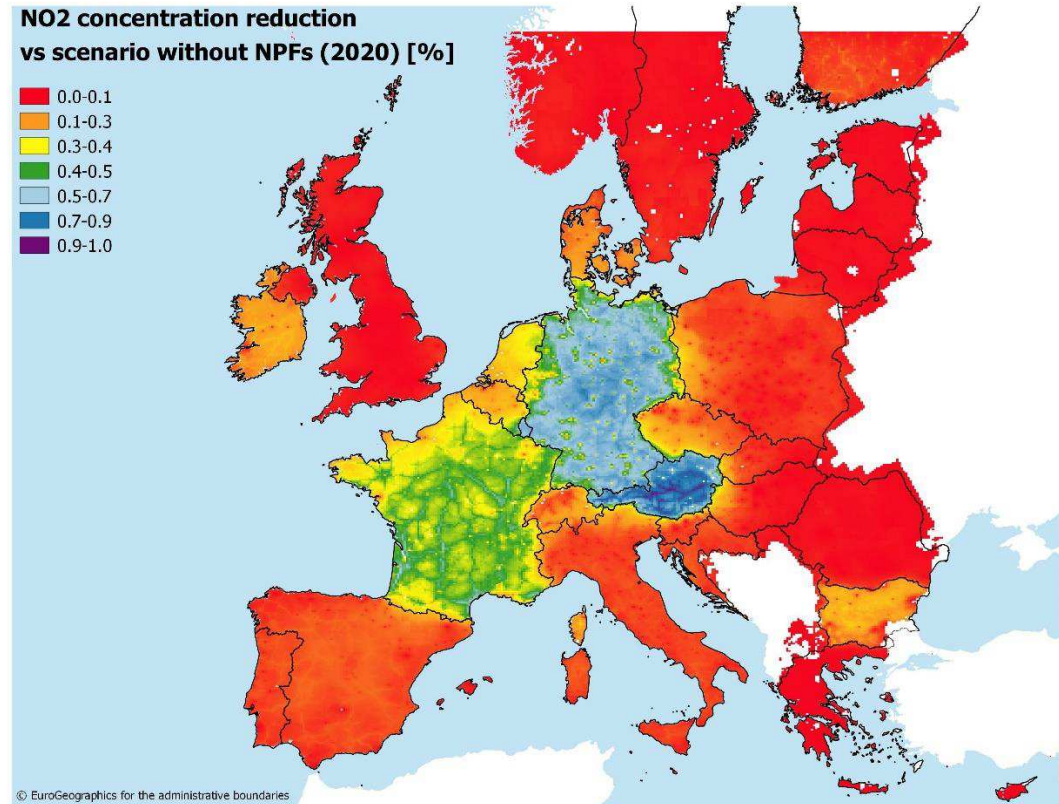 NO2 concentration reduction
vs scenario without NPFs (2020) [%]
0.0-0.1
0.1-0.3
0.3-0.4
0.4-0.5
0.5-0.7
0.7-0.9
0.9-1.0
© EuroGeographics for the administrative boundaries